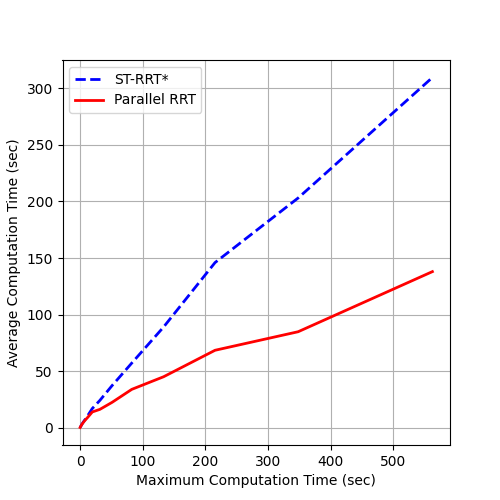 ST-RRT*
Parallel RRT
300
250
200
150
100
50
0
Average Computation Time (sec)
0 100 200 300 400 500
Maximum Computation Time (sec)